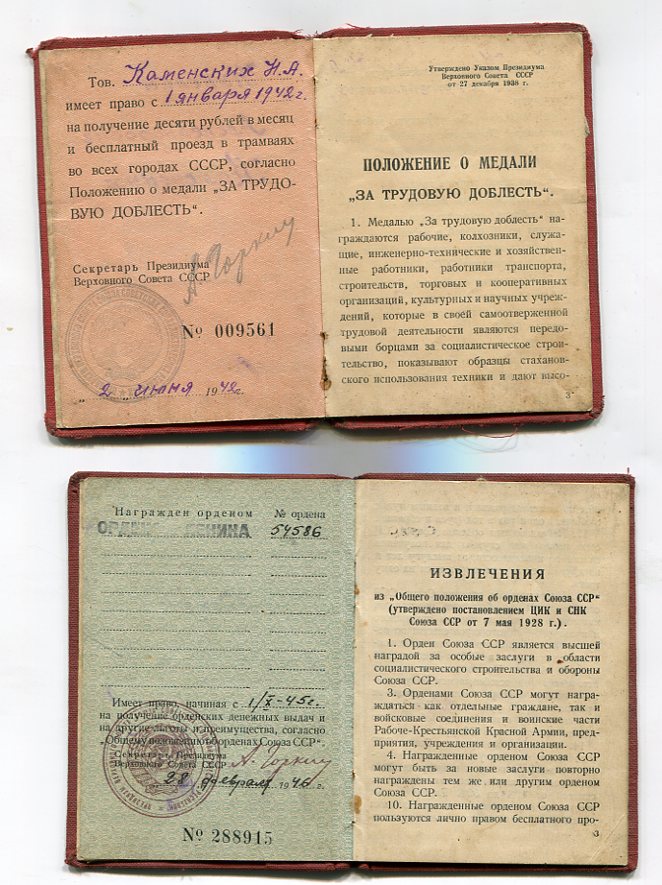 Тов. Каменских Н.А.
имеет право с 1 января 1942 г.
на получение десяти рублей в месяц
и бесплатный проезд в трамваях
во всех городах СССР, согласно
Положению о медали „ЗА ТРУДО-
ВУЮ ДОБЛЕСТЬ“.
Секретарь Президиума
Верховного Совета СССР
А. Горкин
№ 009561
„ 2 июня 1942 г.
Утверждено Указом Президиума
Верховного Совета СССР
от 27 декабря 1938 г.
ПОЛОЖЕНИЕ О МЕДАЛИ
„ЗА ТРУДОВУЮ ДОБЛЕСТЬ“.
1. Медалью „За трудовую доблесть“ на-
граждаются рабочие, колхозники, служа-
щие, инженерно-технические и хозяйствен-
ные работники, работники транспорта,
строительств, торговых и кооперативных
организаций, культурных и научных учреж-
дений, которые в своей самоотверженной
трудовой деятельности являются передо-
выми борцами за социалистическое строи-
тельство, показывают образцы стаханов-
ского использования техники и дают высо-
3
Награжден орденом № ордена
ОРДЕНОМ ЛЕНИНА 54586
Имеет право, начиная с 1/X-45 г.
на получение орденских денежных выдач и
на другие льготы и преимущества, согласно
„Общему положению об орденах Союза ССР“.
Секретарь Президиума
Верховного Совета СССР
А. Горкин
28 февраля 1946 г.
№ 288915
ИЗВЛЕЧЕНИЯ
из „Общего положения об орденах Союза ССР“
(утверждено постановлением ЦИК и СНК
Союза ССР от 7 мая 1928 г.).
1. Орден Союза ССР является высшей
наградой за особые заслуги в области
социалистического строительства и обороны
Союза ССР.
3. Орденами Союза ССР могут награ-
ждаться как отдельные граждане, так и
и войсковые соединения и воинские части
Рабоче-Крестьянской Красной Армии, пред-
приятия, учреждения и организации.
4. Награжденные орденом Союза ССР
могут быть за новые заслуги повторно
награждены тем же или другим орденом
Союза ССР.
10. Награжденные орденом Союза ССР
пользуются лично правом бесплатного про-
3